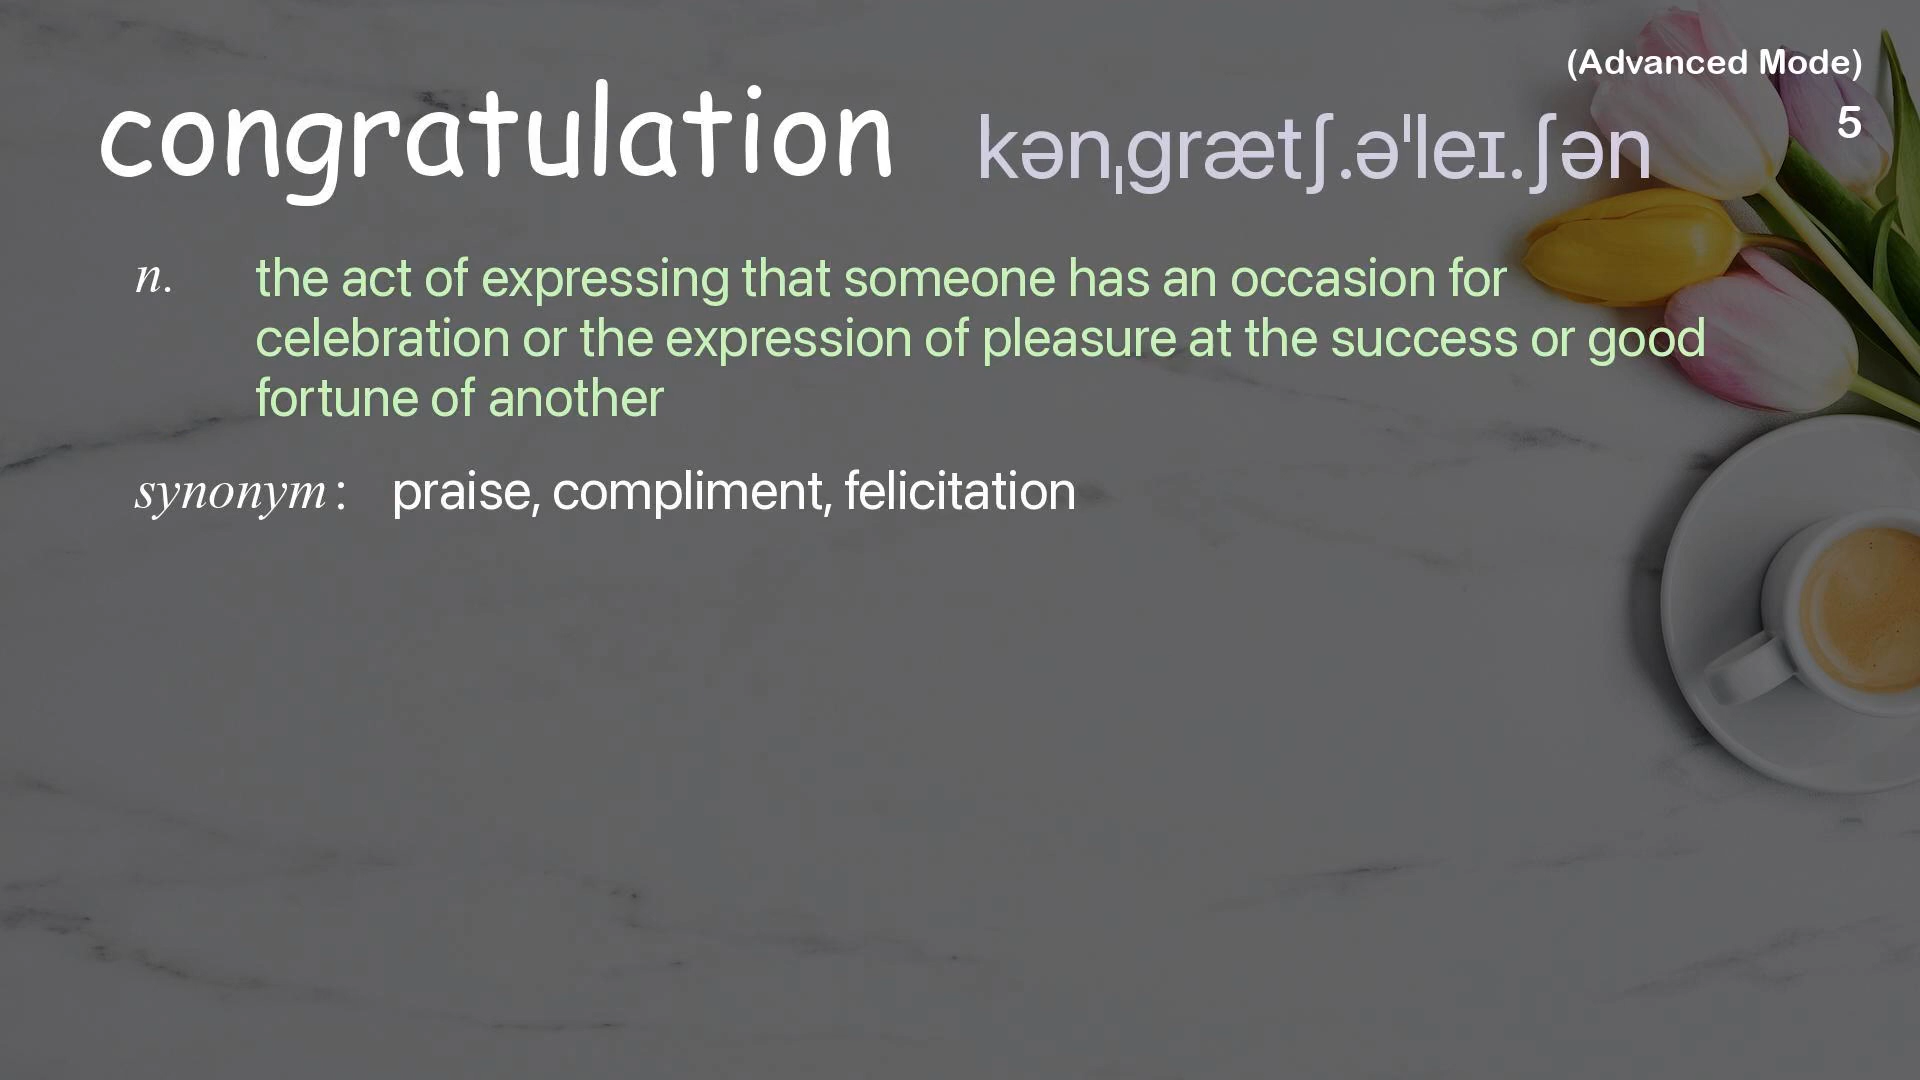 (Advanced Mode)
5
congratulation kənˌgrætʃ.əˈleɪ.ʃən
n. the act of expressing that someone has an occasion for
celebration or the expression of pleasure at the success or good
fortune of another
synonym: praise, compliment, felicitation